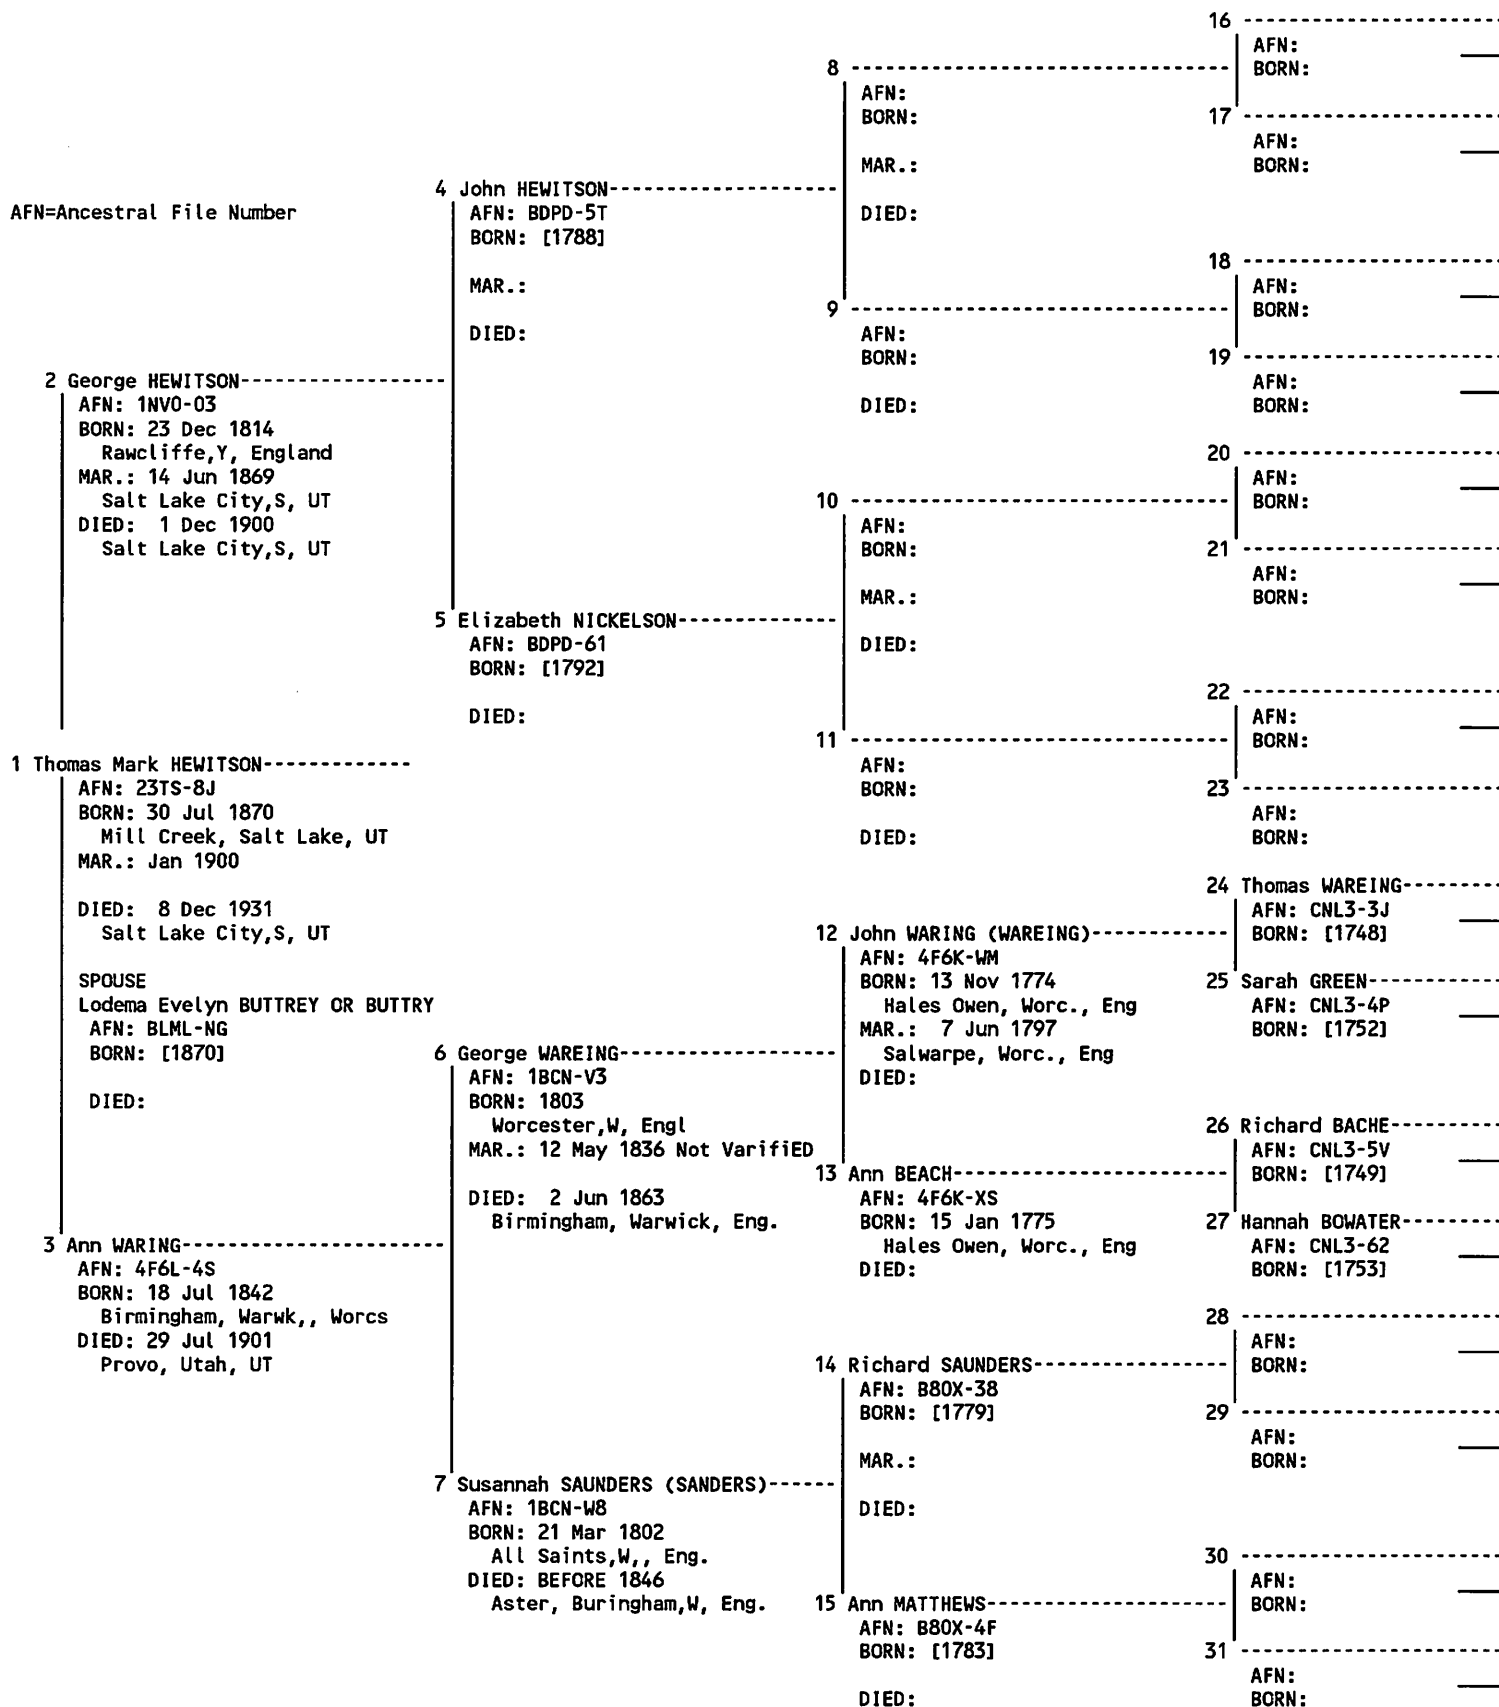 AFN=Ancestral File Number
1 Thomas Mark HEWITSON-------------
AFN: 23TS-8J
BORN: 30 Jul 1870
Mill Creek, Salt Lake, UT
MAR.: Jan 1900
DIED: 8 Dec 1931
Salt Lake City,S, UT
SPOUSE
Lodema Evelyn BUTTREY OR BUTTRY
AFN: BLML-NG
BORN: [1870]
DIED:
2 George HEWITSON------------------
AFN: 1NV0-03
BORN: 23 Dec 1814
Rawcliffe,Y, England
MAR.: 14 Jun 1869
Salt Lake City,S, UT
DIED: 1 Dec 1900
Salt Lake City,S, UT
3 Ann WARING-----------------------
AFN: 4F6L-4S
BORN: 18 Jul 1842
Birmingham, Warwk,, Worcs
DIED: 29 Jul 1901
Provo, Utah, UT
4 John HEWITSON--------------------
AFN: BDPD-5T
BORN: [1788]
MAR.:
DIED:
5 Elizabeth NICKELSON--------------
AFN: BDPD-61
BORN: [1792]
DIED:
6 George WAREING-------------------
AFN: 1BCN-V3
BORN: 1803
Worcester,W, Engl
MAR.: 12 May 1836 Not VarifiED
DIED: 2 Jun 1863
Birmingham, Warwick, Eng.
7 Susannah SAUNDERS (SANDERS)------
AFN: 1BCN-W8
BORN: 21 Mar 1802
All Saints,W,, Eng.
DIED: BEFORE 1846
Aster, Buringham,W, Eng.
8 --------------------------------
AFN:
BORN:
MAR.:
DIED:
9 --------------------------------
AFN:
BORN:
DIED:
10 --------------------------------
AFN:
BORN:
MAR.:
DIED:
11 --------------------------------
AFN:
BORN:
DIED:
12 John WARING (WAREING)------------
AFN: 4F6K-WM
BORN: 13 Nov 1774
Hales Owen, Worc., Eng
MAR.: 7 Jun 1797
Salwarpe, Worc., Eng
DIED:
13 Ann BEACH------------------------
AFN: 4F6K-XS
BORN: 15 Jan 1775
Hales Owen, Worc., Eng
DIED:
14 Richard SAUNDERS-----------------
AFN: B80X-38
BORN: [1779]
MAR.:
DIED:
15 Ann MATTHEWS---------------------
AFN: B80X-4F
BORN: [1783]
DIED:
16 ----------------------
AFN:
BORN:
17 ----------------------
AFN:
BORN:
18 ----------------------
AFN:
BORN:
19 ----------------------
AFN:
BORN:
20 ----------------------
AFN:
BORN:
21 ----------------------
AFN:
BORN:
22 ----------------------
AFN:
BORN:
23 ----------------------
AFN:
BORN:
24 Thomas WAREING---------
AFN: CNL3-3J
BORN: [1748]
25 Sarah GREEN------------
AFN: CNL3-4P
BORN: [1752]
26 Richard BACHE----------
AFN: CNL3-5V
BORN: [1749]
27 Hannah BOWATER---------
AFN: CNL3-62
BORN: [1753]
28 ----------------------
AFN:
BORN:
29 ----------------------
AFN:
BORN:
30 ----------------------
AFN:
BORN:
31 ----------------------
AFN:
BORN: